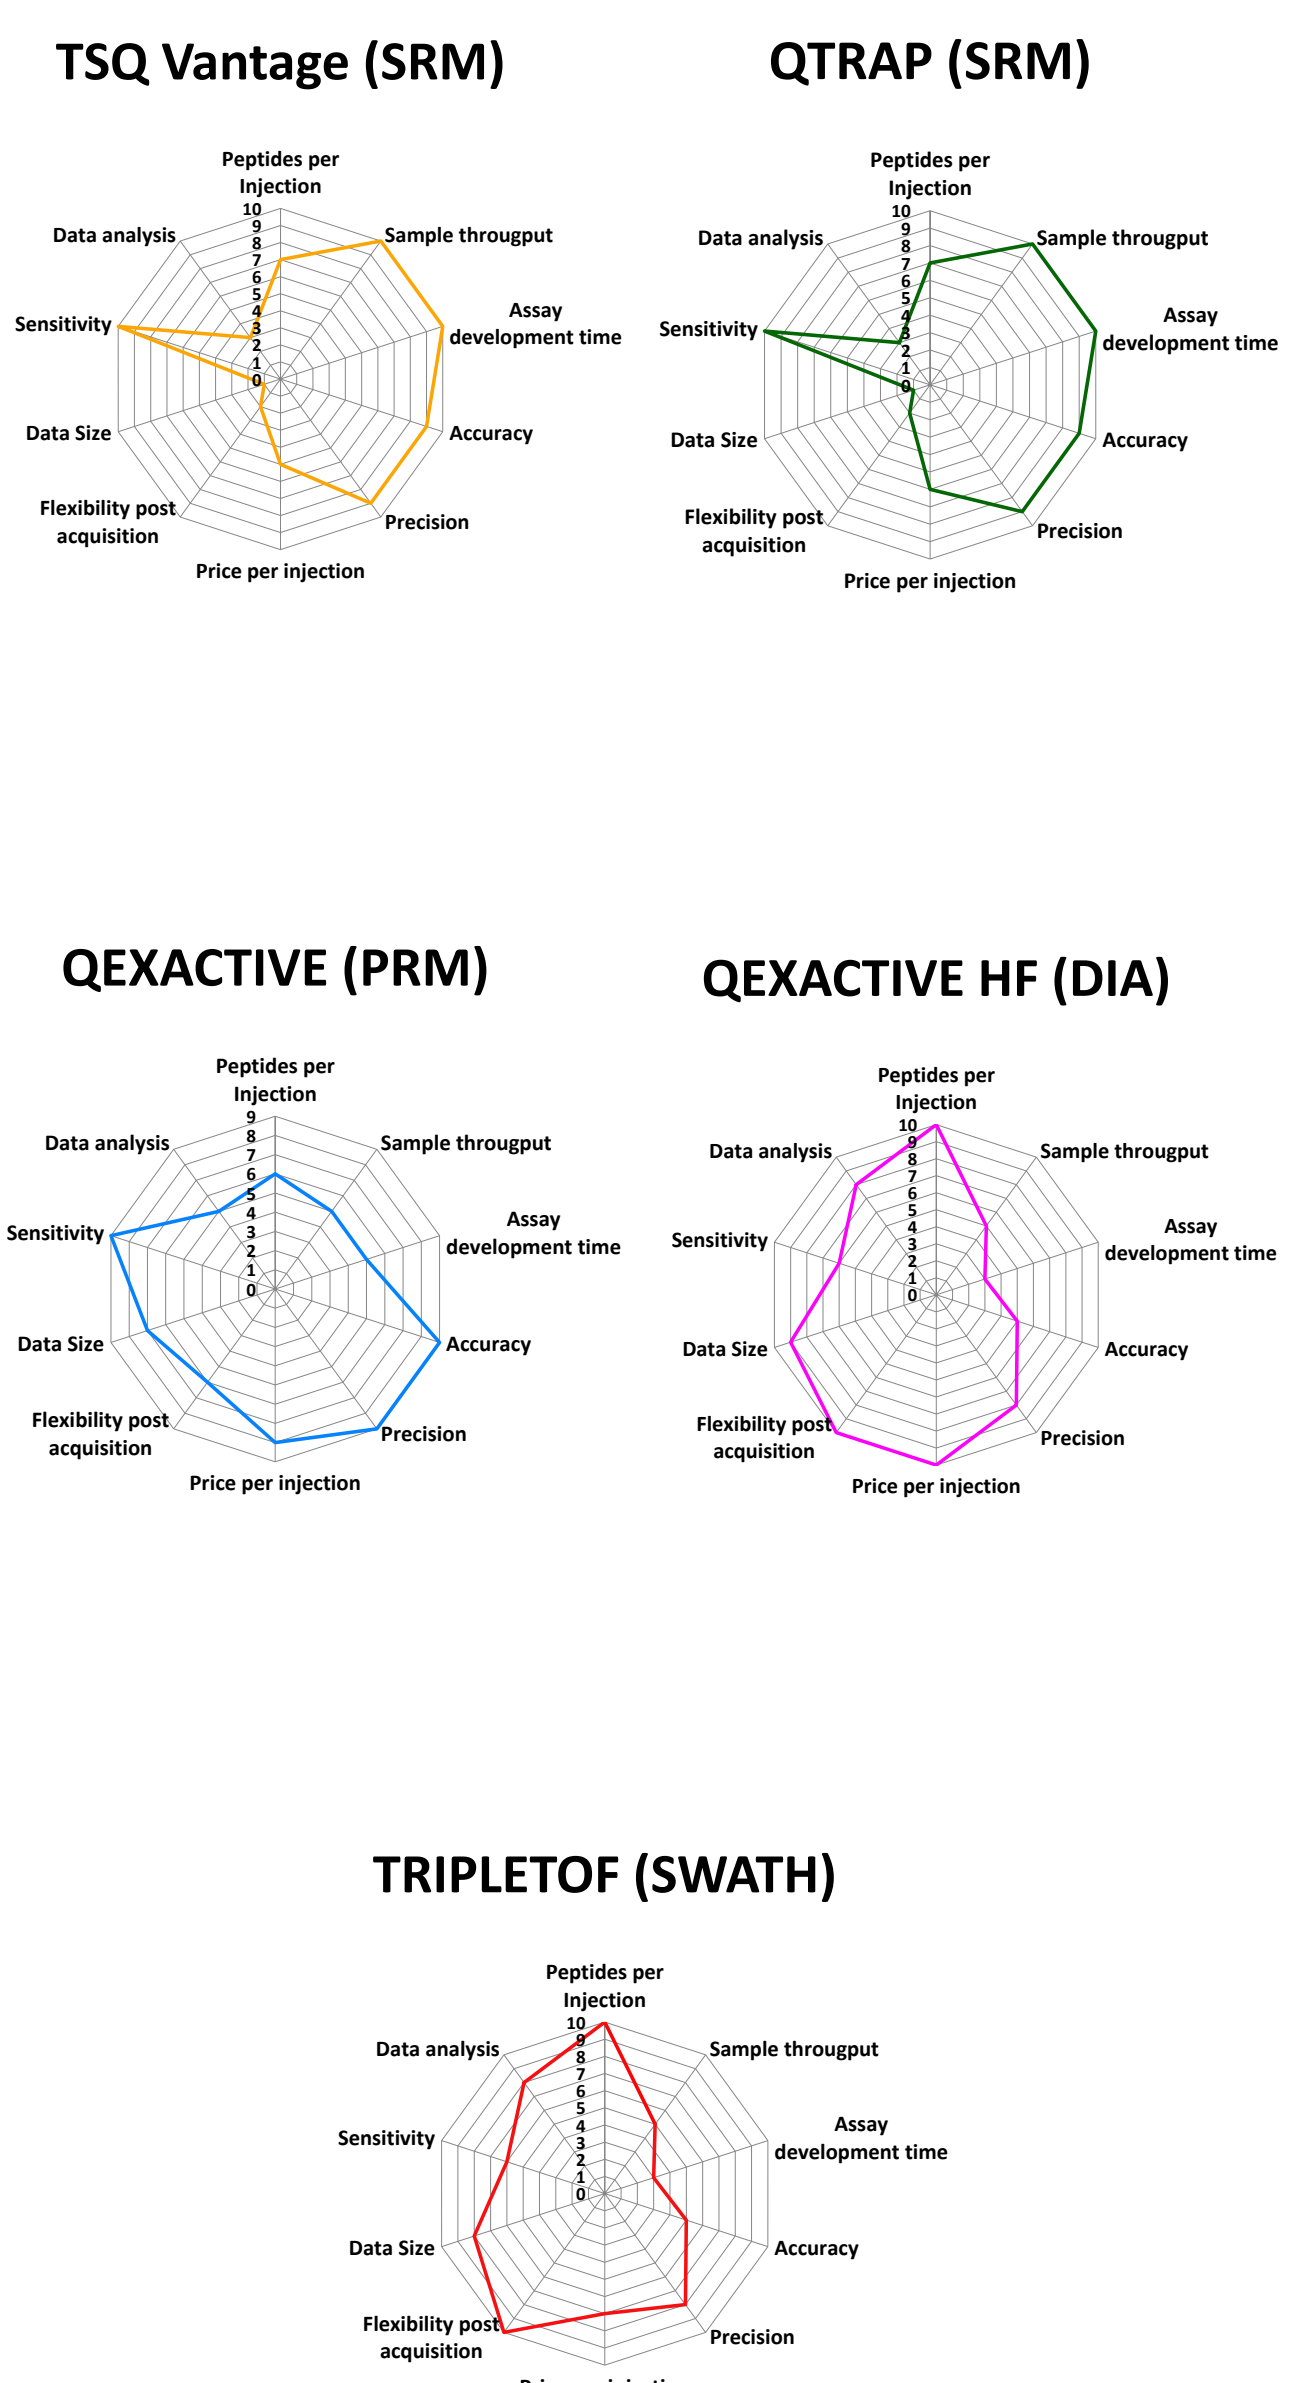 TSQ Vantage (SRM)
Peptides per
Injection
10
9
8
7
6
5
4
3
2
1
0
Sample througput
Assay
development time
Accuracy
Precision
Price per injection
Flexibility post
acquisition
Data Size
Sensitivity
Data analysis
QTRAP (SRM)
Peptides per
Injection
10
9
8
7
6
5
4
3
2
1
0
Sample througput
Assay
development time
Accuracy
Precision
Price per injection
Flexibility post
acquisition
Data Size
Sensitivity
Data analysis
QEXACTIVE (PRM)
Peptides per
Injection
9
8
7
6
5
4
3
2
1
0
Sample througput
Assay
development time
Accuracy
Precision
Price per injection
Flexibility post
acquisition
Data Size
Sensitivity
Data analysis
QEXACTIVE HF (DIA)
Peptides per
Injection
10
9
8
7
6
5
4
3
2
1
0
Sample througput
Assay
development time
Accuracy
Precision
Price per injection
Flexibility post
acquisition
Data Size
Sensitivity
Data analysis
TRIPLETOF (SWATH)
Peptides per
Injection
10
9
8
7
6
5
4
3
2
1
0
Sample througput
Assay
development time
Accuracy
Precision
Flexibility post
acquisition
Data Size
Sensitivity
Data analysis